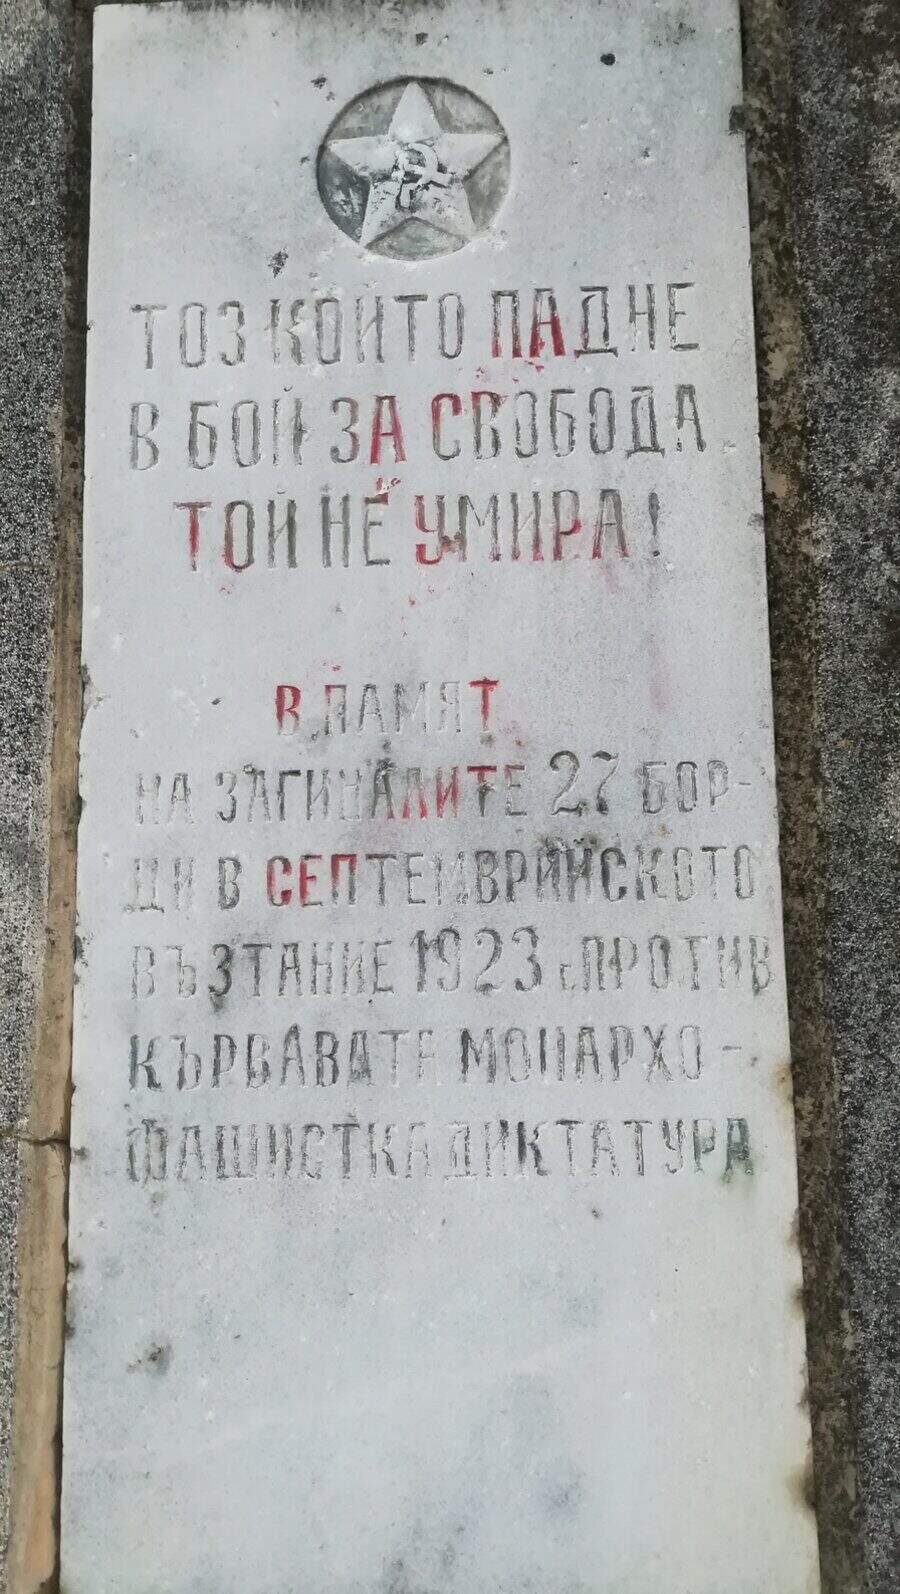 ТОЗ КОЙТО ПАДНЕ
В БОЙ ЗА СВОБОДА
ТОЙ НЕ УМИРА!
В ПАМЯТ
НА ЗАГИНАЛИТЕ 27 БОР-
ЦИ В СЕПТЕМВРИЙСКОТО
ВЪЗТАНИЕ 1923 г. ПРОТИВ
КЪРВАВАТА МОНАРХО-
ФАШИСТКА ДИКТАТУРА